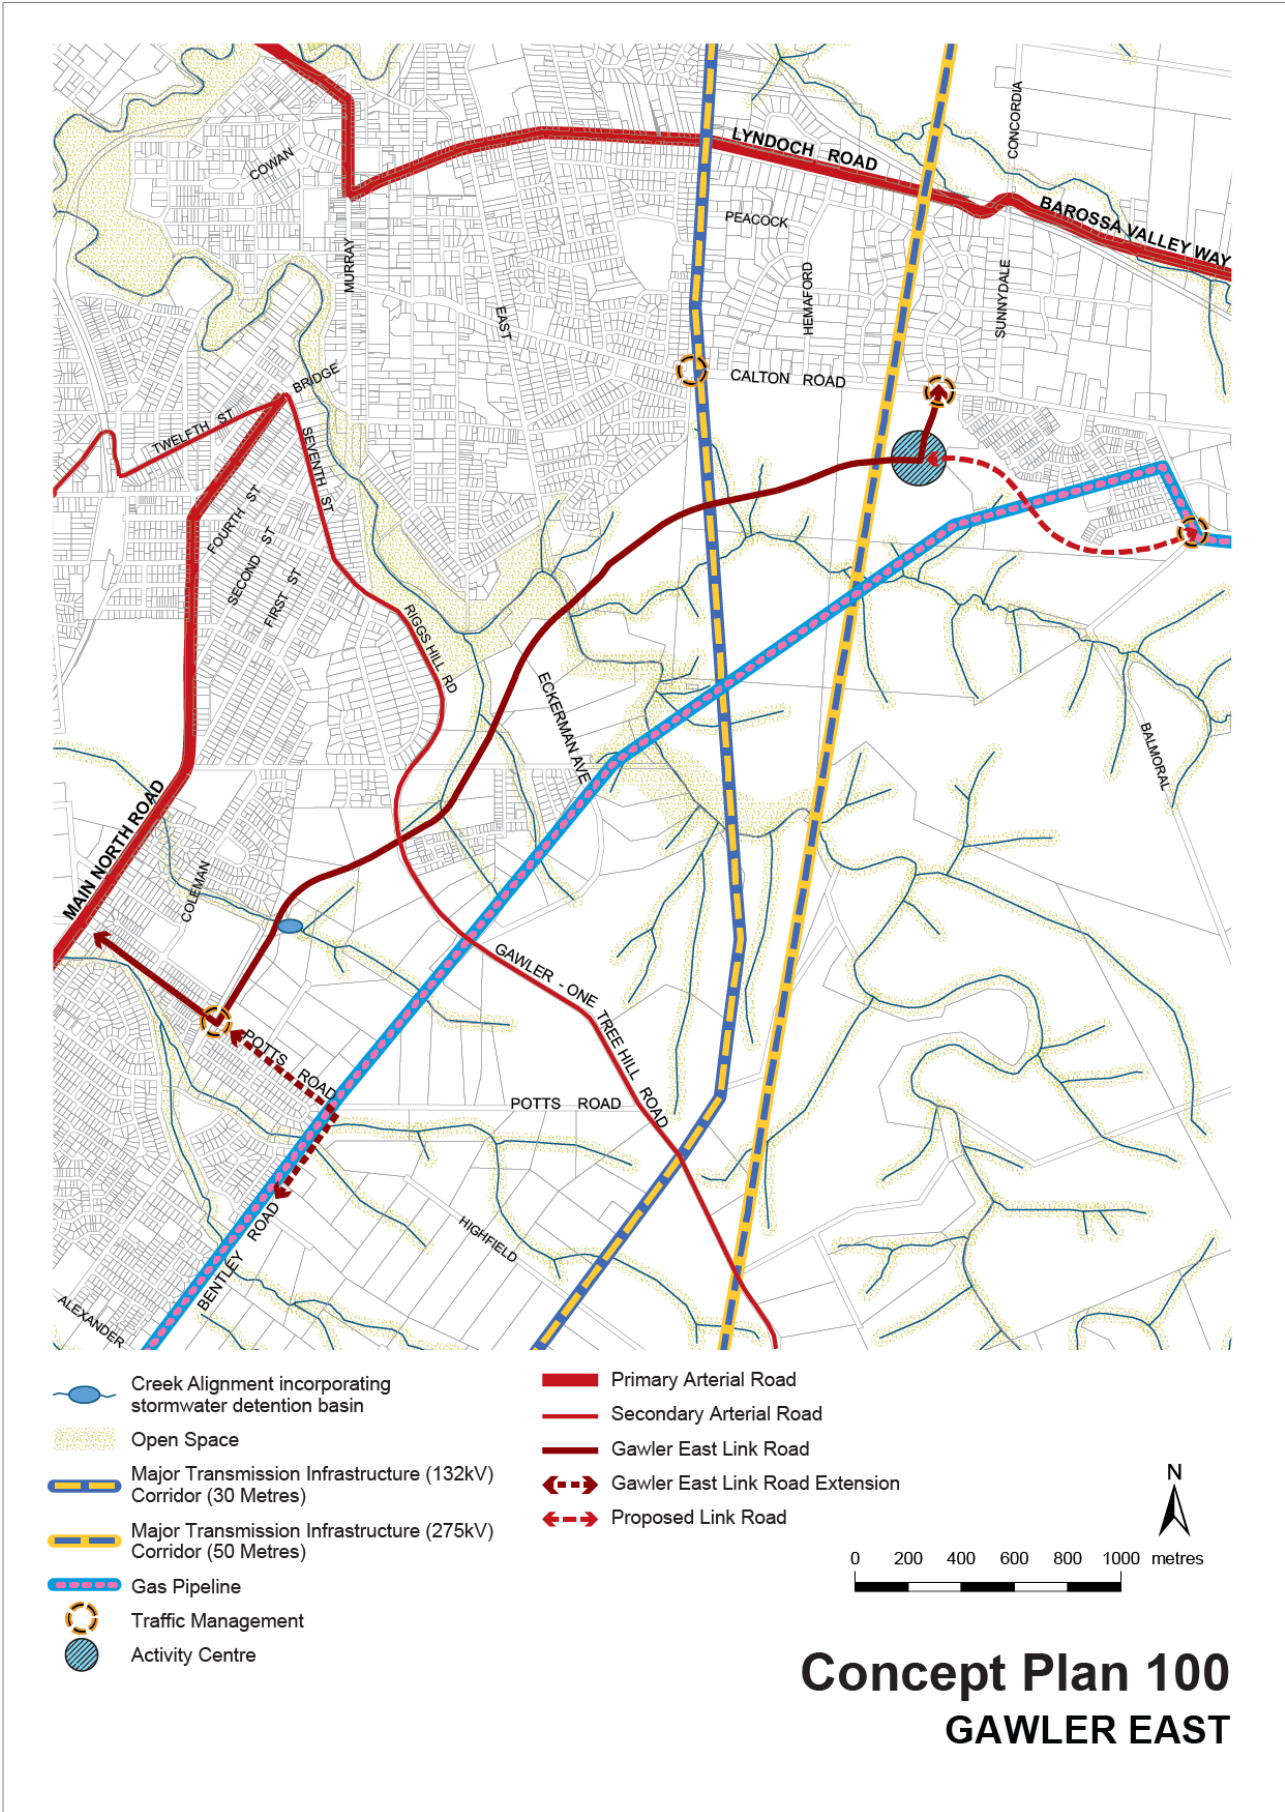 CONCORDIA
LYNDOCH ROAD
COWAN
BAROSSA VALLEY WAY
PEACOCK
MURRAY
HEMAFORD
SUNNYDALE
EAST
BRIDGE
CALTON ROAD
TWELFTH ST
SEVENTH ST
FOURTH ST
SECOND ST
FIRST ST
RIGGS HILL RD
ECKERMAN AVE
BALMORAL
MAIN NORTH ROAD
COLEMAN
GAWLER - ONE TREE HILL ROAD
POTTS ROAD
POTTS ROAD
HIGHFIELD
BENTLEY ROAD
ALEXANDER
Creek Alignment incorporating
stormwater detention basin
Open Space
Major Transmission Infrastructure (132kV)
Corridor (30 Metres)
Major Transmission Infrastructure (275kV)
Corridor (50 Metres)
Gas Pipeline
Traffic Management
Activity Centre
Primary Arterial Road
Secondary Arterial Road
Gawler East Link Road
Gawler East Link Road Extension
Proposed Link Road
N
0 200 400 600 800 1000 metres
Concept Plan 100
GAWLER EAST